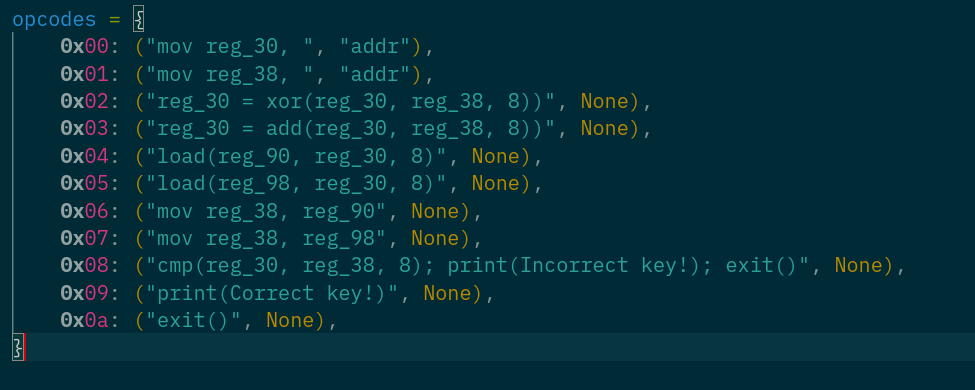 opcodes = {
    0x00: ("mov reg_30, ", "addr"),
    0x01: ("mov reg_38, ", "addr"),
    0x02: ("reg_30 = xor(reg_30, reg_38, 8))", None),
    0x03: ("reg_30 = add(reg_30, reg_38, 8))", None),
    0x04: ("load(reg_90, reg_30, 8)", None),
    0x05: ("load(reg_98, reg_30, 8)", None),
    0x06: ("mov reg_38, reg_90", None),
    0x07: ("mov reg_38, reg_98", None),
    0x08: ("cmp(reg_30, reg_38, 8); print(Incorrect key!); exit()", None),
    0x09: ("print(Correct key!)", None),
    0x0a: ("exit()", None),
}